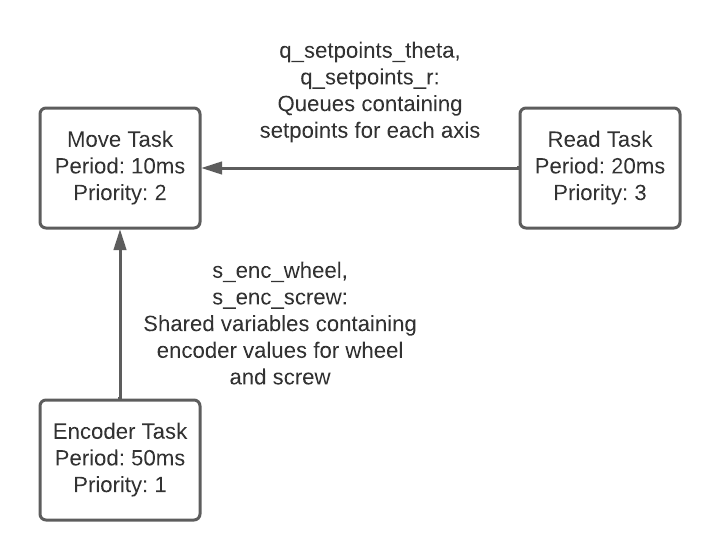 q_setpoints_theta,
q_setpoints_r:
Queues containing
setpoints for each axis
Move Task
Period: 10ms
Priority: 2
Read Task
Period: 20ms
Priority: 3
s_enc_wheel,
s_enc_screw:
Shared variables containing
encoder values for wheel
and screw
Encoder Task
Period: 50ms
Priority: 1